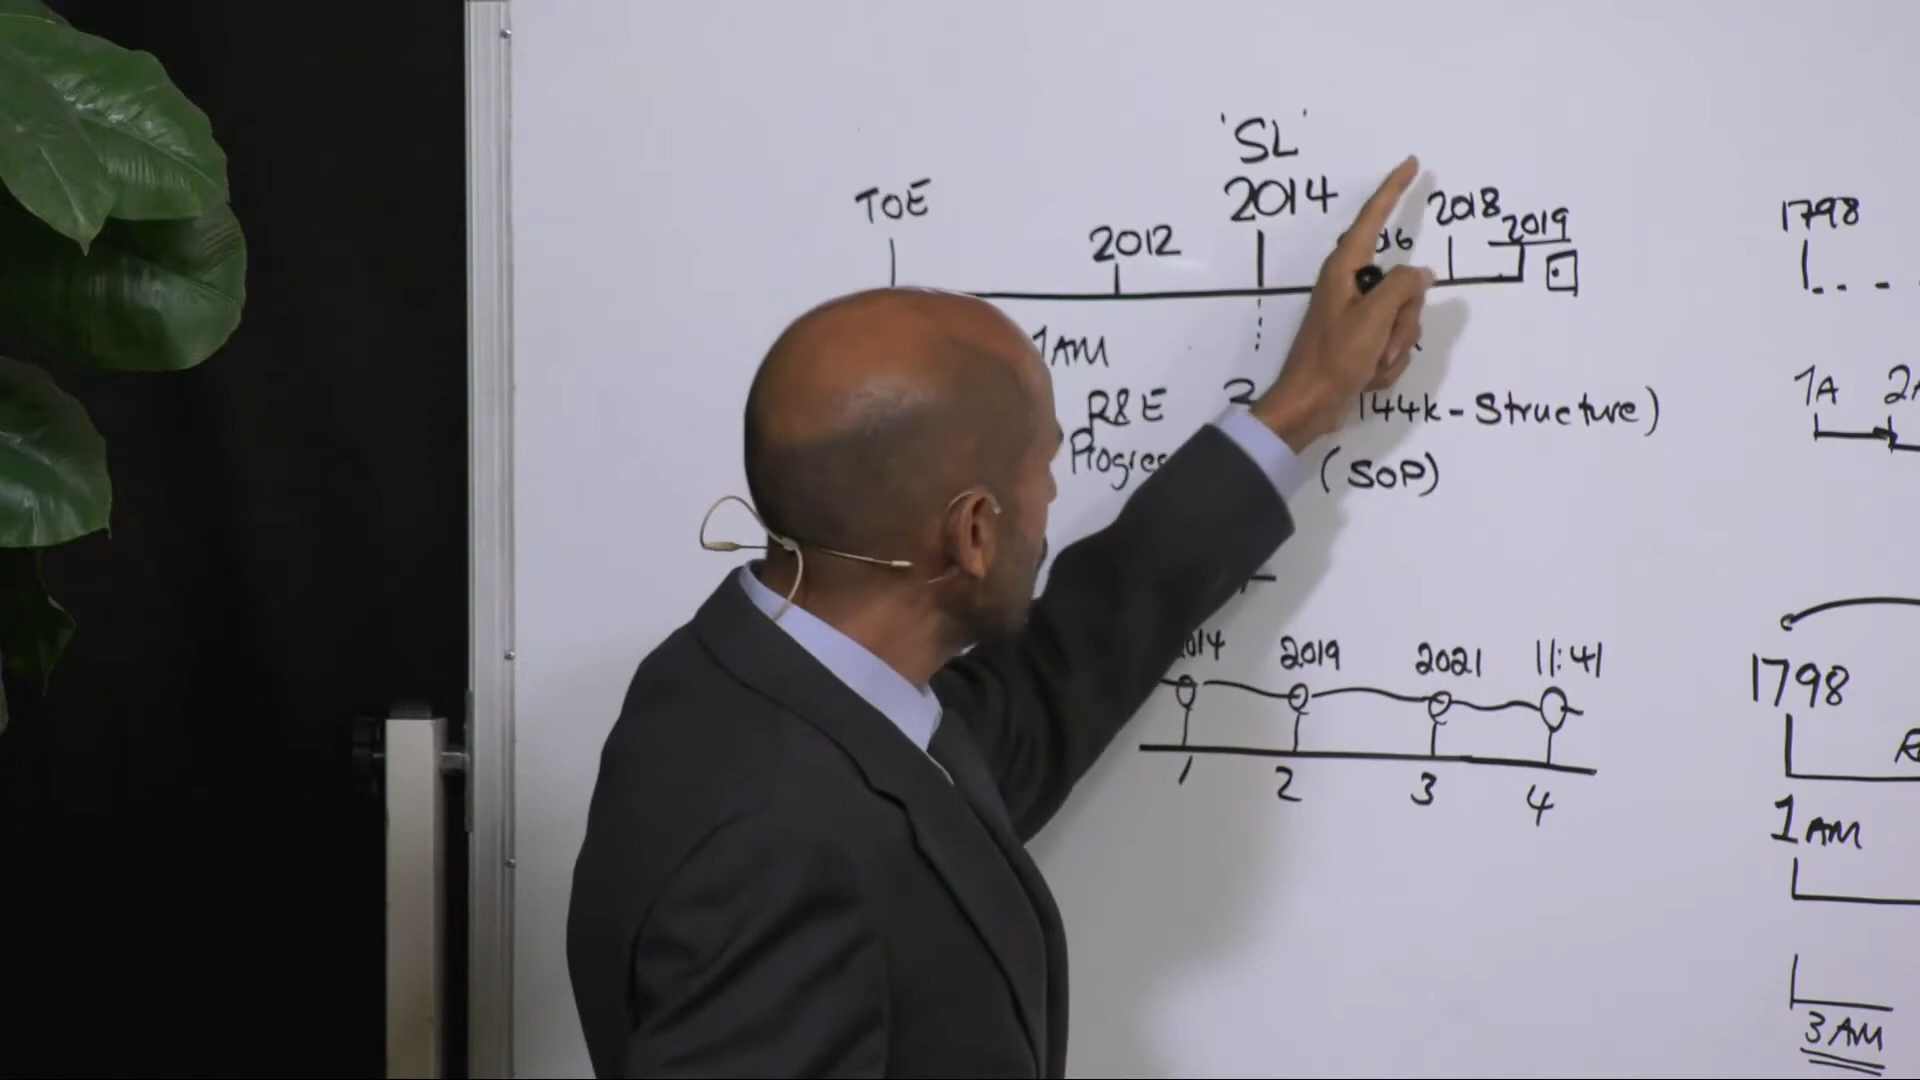 'SL'
TOE 2012 2014 2018 2019
1AM
R&E
144k-Structure)
(SOP)
2019 2021 11:41
1 2 3 4
1798
1A
1798
1AM
3AM